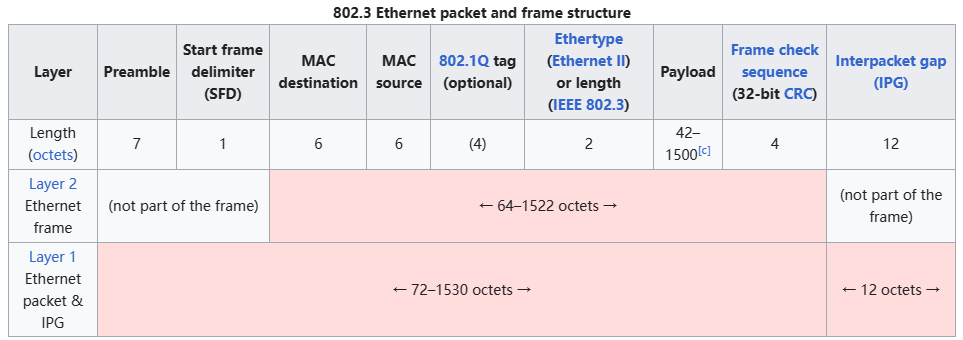 802.3 Ethernet packet and frame structure
Layer
Preamble
Start frame
delimiter
(SFD)
MAC
destination
MAC
source
802.1Q tag
(optional)
Ethertype
(Ethernet II)
or length
(IEEE 802.3)
Payload
Frame check
sequence
(32-bit CRC)
Interpacket gap
(IPG)
Length
(octets)
7
1
6
6
(4)
2
42–
1500[c]
4
12
Layer 2
Ethernet
frame
(not part of the frame)
← 64–1522 octets →
(not part of the
frame)
Layer 1
Ethernet
packet &
IPG
← 72–1530 octets →
← 12 octets →